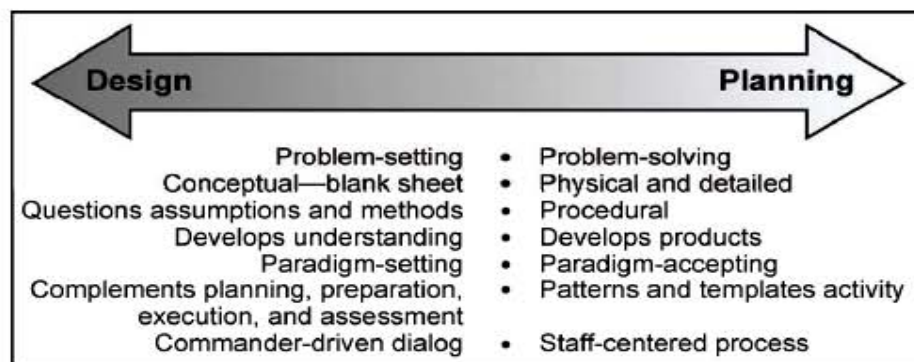 Design Planning
Problem-setting • Problem-solving
Conceptual—blank sheet • Physical and detailed
Questions assumptions and methods • Procedural
Develops understanding • Develops products
Paradigm-setting • Paradigm-accepting
Complements planning, preparation, • Patterns and templates activity
execution, and assessment
Commander-driven dialog • Staff-centered process